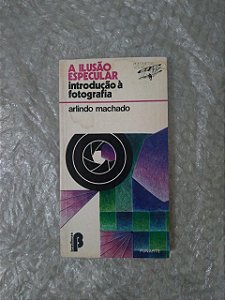 A ILUSÃO
ESPECULAR
introdução à
fotografia
arlindo machado